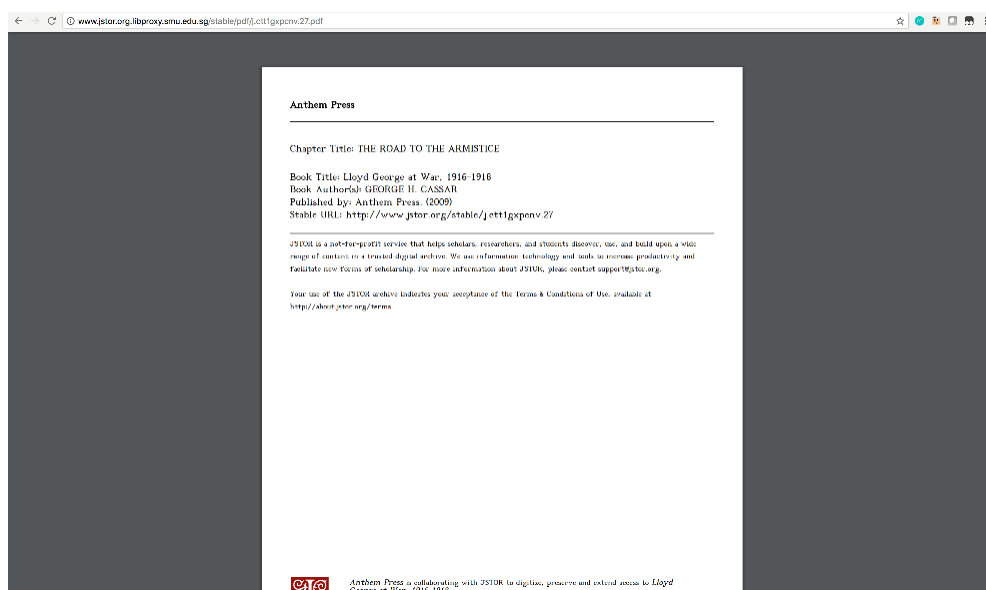 www.jstor.org.libproxy.smu.edu.sg/stable/pdf/j.ctt1gxpcnv.27.pdf
Anthem Press
Chapter Title: THE ROAD TO THE ARMISTICE
Book Title: Lloyd George at War, 1916-1918
Book Author(s): GEORGE H. CASSAR
Published by: Anthem Press. (2009)
Stable URL: http://www.jstor.org/stable/j.ctt1gxpcnv.27
JSTOR is a not-for-profit service that helps scholars, researchers, and students discover, use, and build upon a wide
range of content in a trusted digital archive. We use information technology and tools to increase productivity and
facilitate new forms of scholarship. For more information about JSTOR, please contact support@jstor.org.
Your use of the JSTOR archive indicates your acceptance of the Terms & Conditions of Use, available at
http://about.jstor.org/terms
Anthem Press is collaborating with JSTOR to digitize, preserve and extend access to Lloyd
George at War, 1916-1918